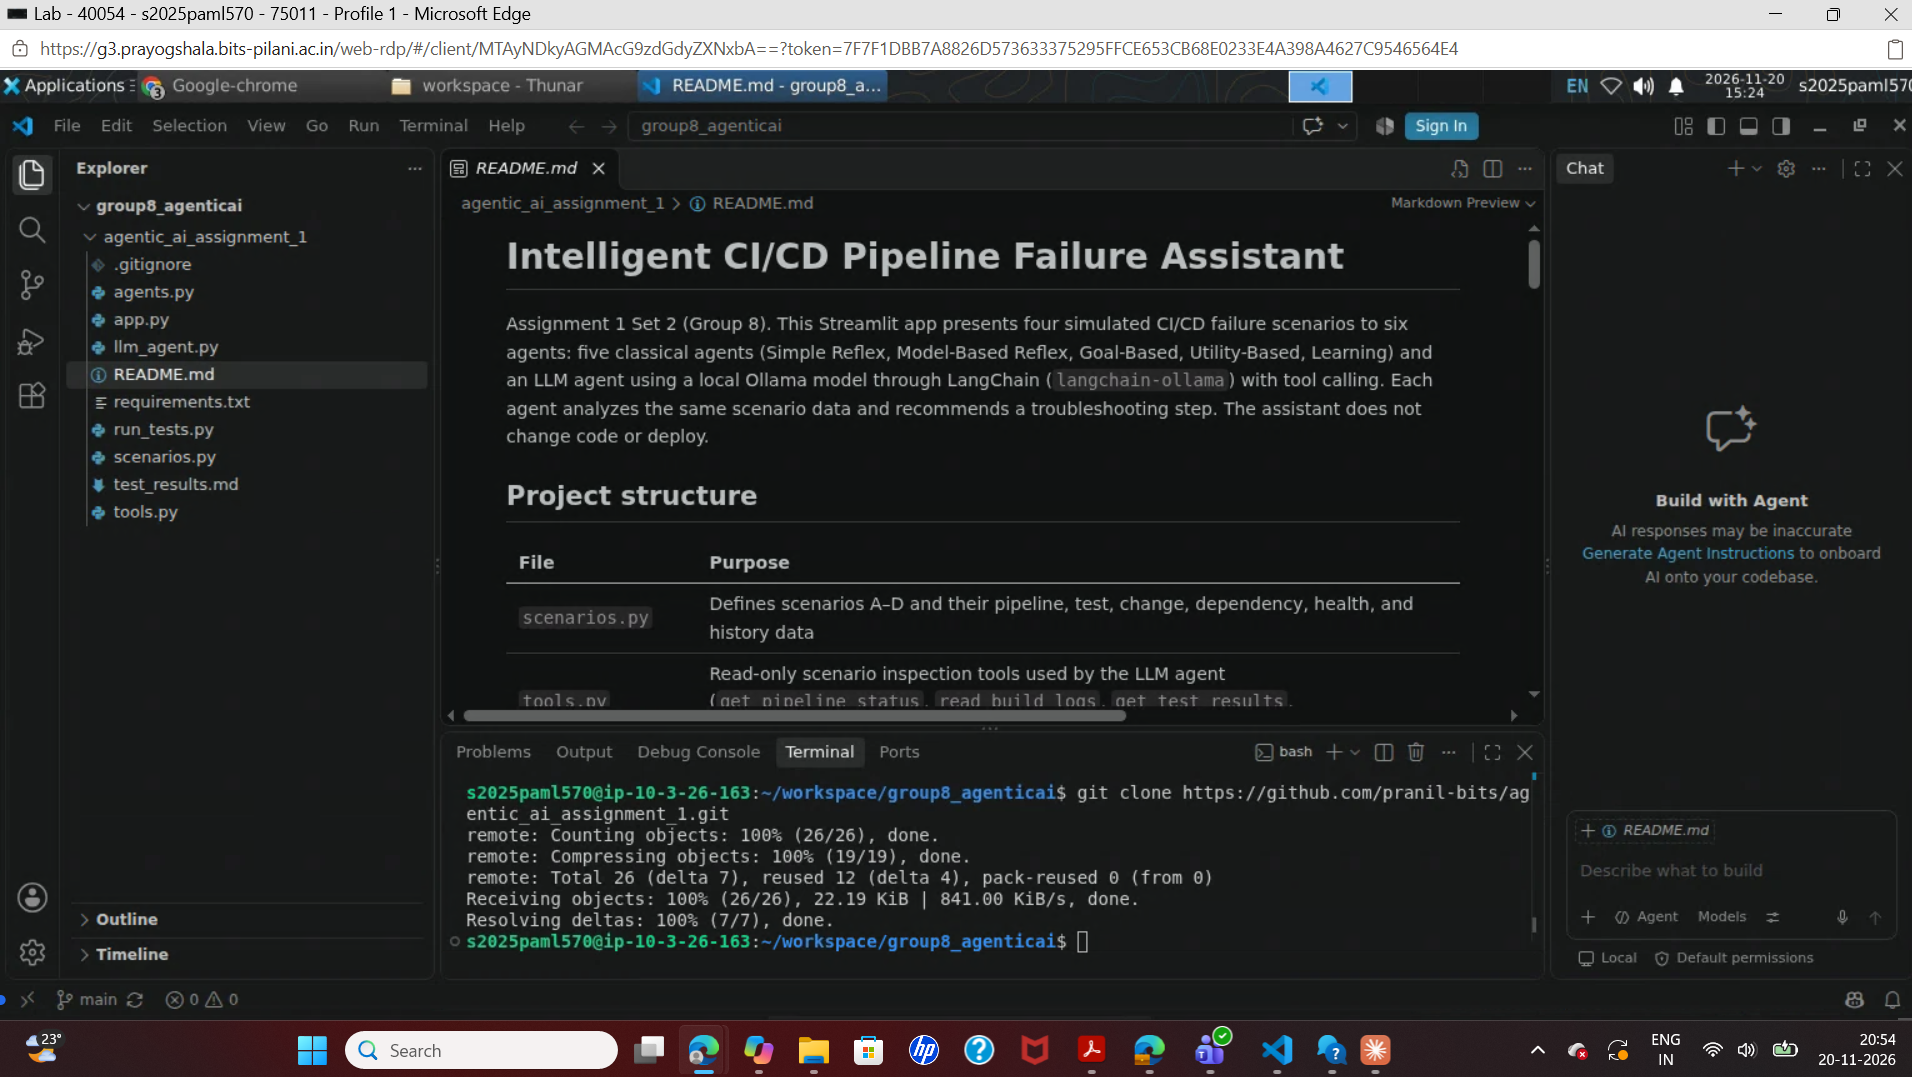 Lab - 40054 - s2025paml570 - 75011 - Profile 1 - Microsoft Edge
https://g3.prayogshala.bits-pilani.ac.in/web-rdp/#/client/MTAyNDkyAGMAcG9zdGdyZXNxbA==?token=7F7F1DBB7A8826D573633375295FFCE653CB68E0233E4A398A4627C9546564E4
Applications
3
Google-chrome
workspace - Thunar
README.md - group8_a...
EN
2026-11-20
15:24
s2025paml570
File Edit Selection View Go Run Terminal Help
group8_agenticai
Sign In
Explorer
group8_agenticai
agentic_ai_assignment_1
.gitignore
agents.py
app.py
llm_agent.py
README.md
requirements.txt
run_tests.py
scenarios.py
test_results.md
tools.py
Outline
Timeline
README.md
agentic_ai_assignment_1 > README.md
Markdown Preview
Intelligent CI/CD Pipeline Failure Assistant
Assignment 1 Set 2 (Group 8). This Streamlit app presents four simulated CI/CD failure scenarios to six
agents: five classical agents (Simple Reflex, Model-Based Reflex, Goal-Based, Utility-Based, Learning) and
an LLM agent using a local Ollama model through LangChain (langchain-ollama) with tool calling. Each
agent analyzes the same scenario data and recommends a troubleshooting step. The assistant does not
change code or deploy.
Project structure
File Purpose
scenarios.py
Defines scenarios A–D and their pipeline, test, change, dependency, health, and
history data
tools.py
Read-only scenario inspection tools used by the LLM agent
(get_pipeline_status, read_build_logs, get_test_results,
Problems Output Debug Console Terminal Ports
bash
s2025paml570@ip-10-3-26-163:~/workspace/group8_agenticai$ git clone https://github.com/pranil-bits/ag
entic_ai_assignment_1.git
remote: Counting objects: 100% (26/26), done.
remote: Compressing objects: 100% (19/19), done.
remote: Total 26 (delta 7), reused 12 (delta 4), pack-reused 0 (from 0)
Receiving objects: 100% (26/26), 22.19 KiB | 841.00 KiB/s, done.
Resolving deltas: 100% (7/7), done.
s2025paml570@ip-10-3-26-163:~/workspace/group8_agenticai$
Chat
Build with Agent
AI responses may be inaccurate
Generate Agent Instructions to onboard
AI onto your codebase.
README.md
Describe what to build
Agent Models
Local Default permissions
main 0 0
23°
Search
hp
ENG
IN
20:54
20-11-2026